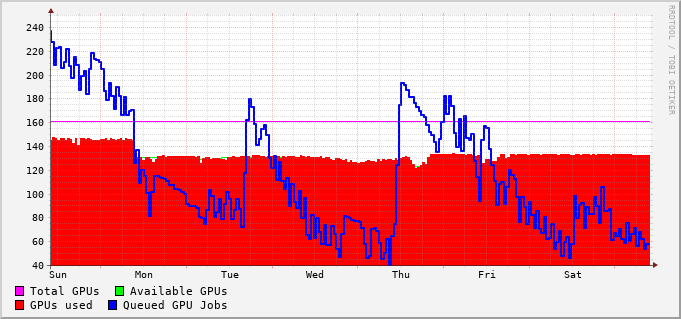 RRDTOOL / TOBI OETIKER
240
220
200
180
160
140
120
100
80
60
40
Sun Mon Tue Wed Thu Fri Sat
Total GPUs Available GPUs
GPUs used Queued GPU Jobs